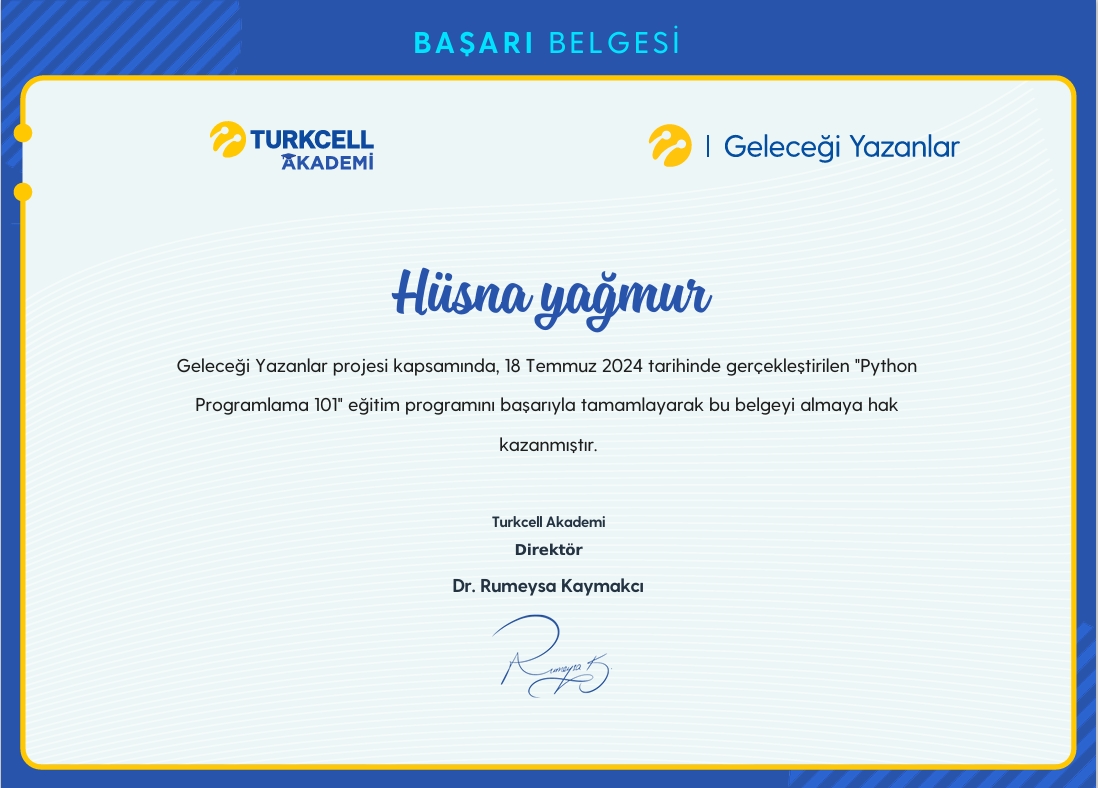 BAŞARI BELGESİ
TURKCELL
AKADEMİ
| Geleceği Yazanlar
Hüsna yağmur
Geleceği Yazanlar projesi kapsamında, 18 Temmuz 2024 tarihinde gerçekleştirilen "Python
Programlama 101" eğitim programını başarıyla tamamlayarak bu belgeyi almaya hak
kazanmıştır.
Turkcell Akademi
Direktör
Dr. Rumeysa Kaymakcı
Rumeysa K